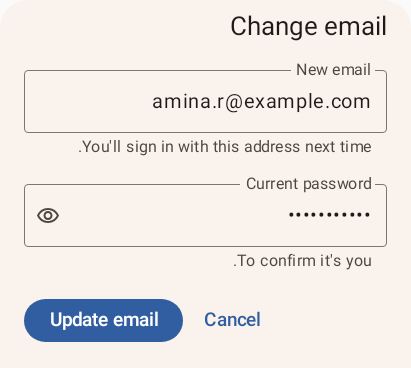 Change email
New email
amina.r@example.com
.You'll sign in with this address next time
Current password
•••••••••••
.To confirm it's you
Update email
Cancel